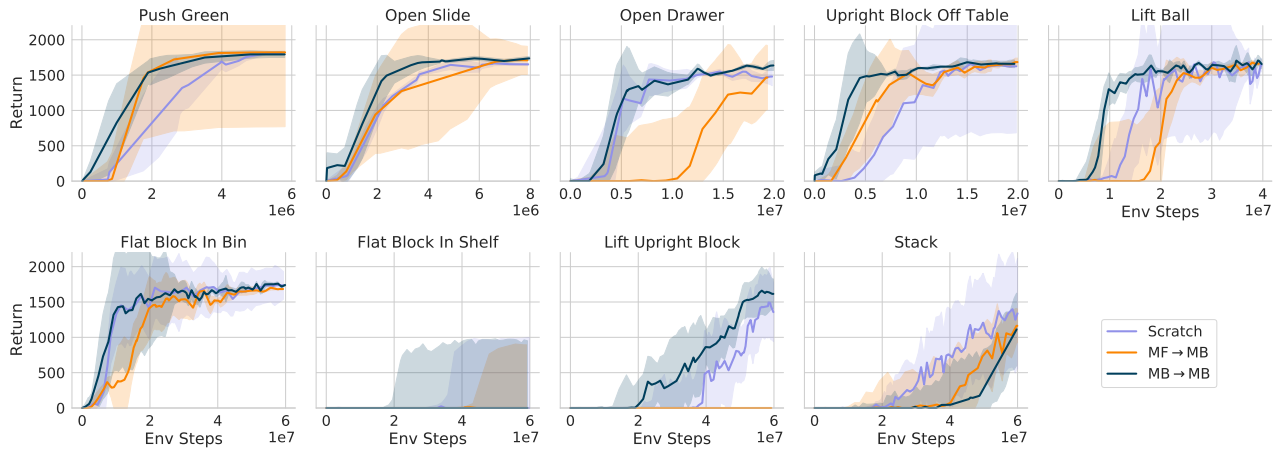 Push Green
Open Slide
Open Drawer
Upright Block Off Table
Lift Ball
Return
2000
1500
1000
500
0
0 2 4 6
1e6
0 2 4 6 8
1e6
0.0 0.5 1.0 1.5 2.0
1e7
0.0 0.5 1.0 1.5 2.0
1e7
0 1 2 3 4
Env Steps
1e7
Flat Block In Bin
Flat Block In Shelf
Lift Upright Block
Stack
Return
2000
1500
1000
500
0
0 2 4 6
Env Steps
1e7
0 2 4 6
Env Steps
1e7
0 2 4 6
Env Steps
1e7
0 2 4 6
Env Steps
1e7
Scratch
MF→MB
MB→MB